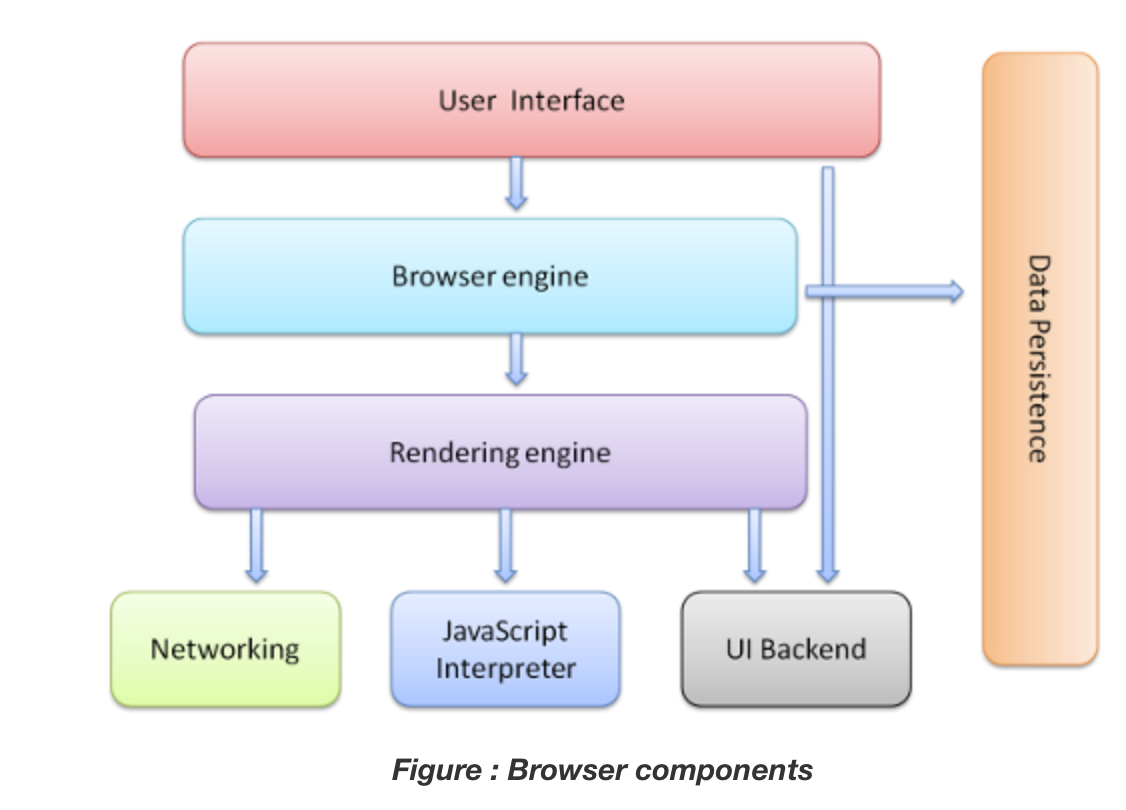 User Interface
Browser engine
Data Persistence
Rendering engine
Networking
JavaScript
Interpreter
UI Backend
Figure : Browser components